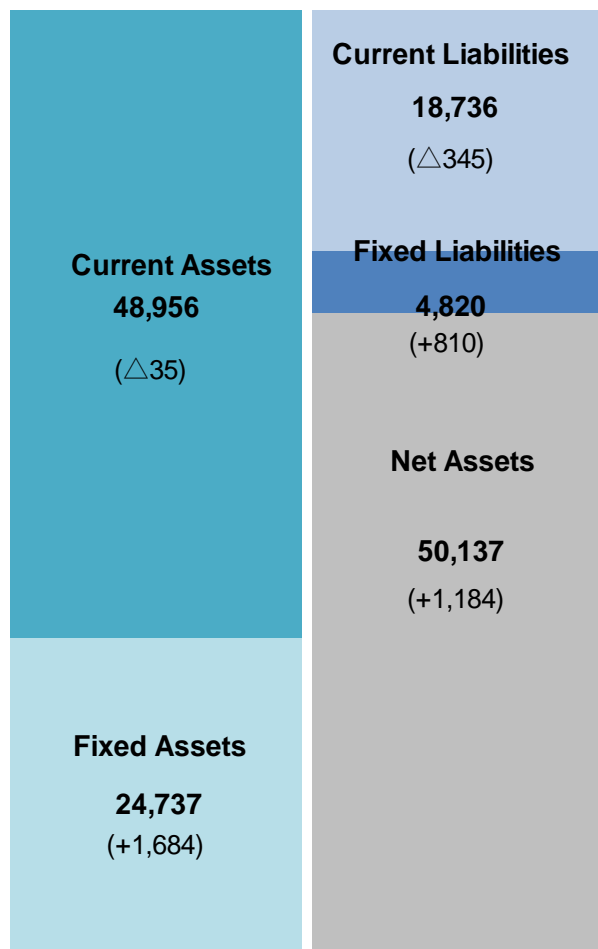 Current Assets
48,956
(△35)
Fixed Assets
24,737
(+1,684)
Current Liabilities
18,736
(△345)
Fixed Liabilities
4,820
(+810)
Net Assets
50,137
(+1,184)